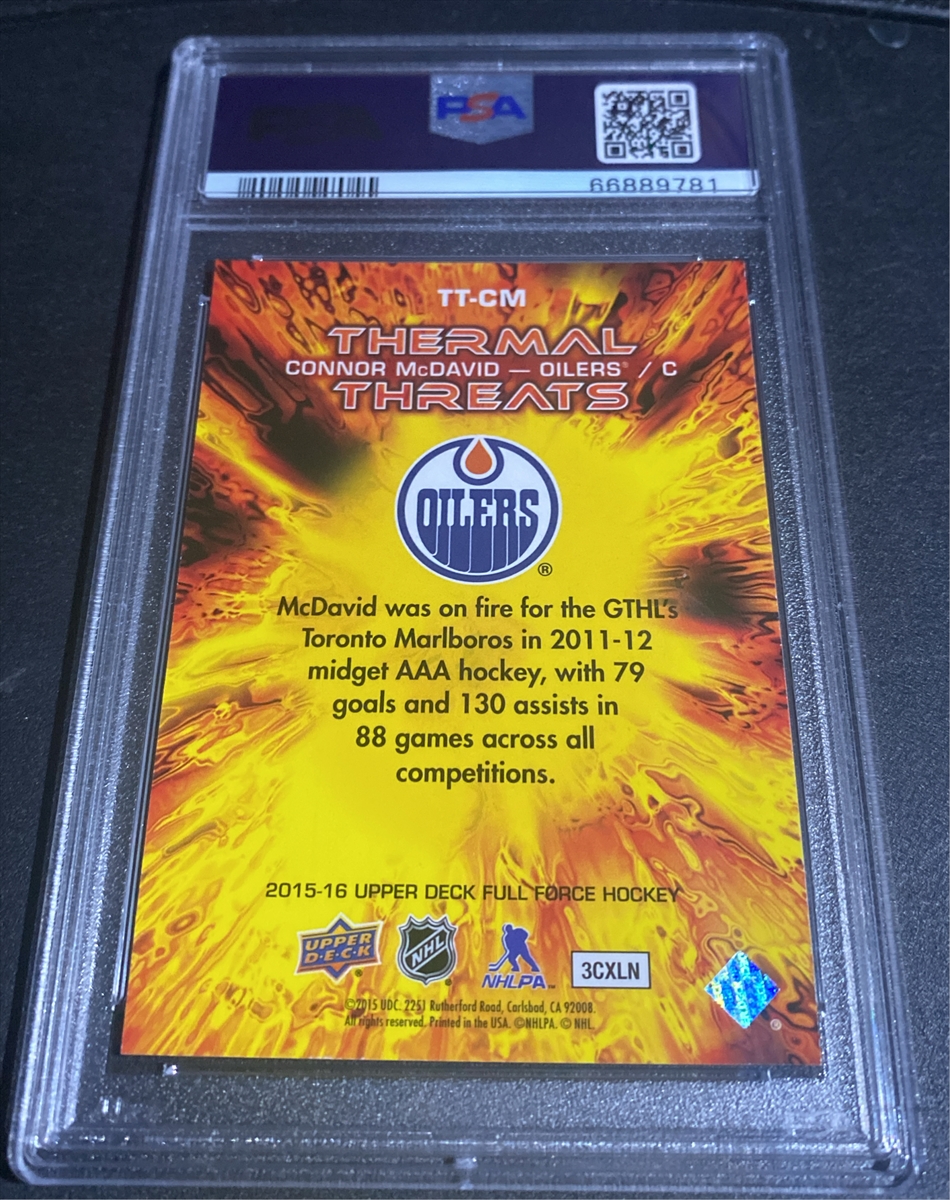 PSA
66889781
TT-CM
THERMAL
CONNOR McDAVID — OILERS® / C
THREATS
OILERS
®
McDavid was on fire for the GTHL's
Toronto Marlboros in 2011-12
midget AAA hockey, with 79
goals and 130 assists in
88 games across all
competitions.
2015-16 UPPER DECK FULL FORCE HOCKEY
UPPER DECK® NHL® NHLPA™ 3CXLN
®
©2015 UDC. 2251 Rutherford Road, Carlsbad, CA 92008.
All rights reserved. Printed in the USA. ©NHLPA. © NHL.